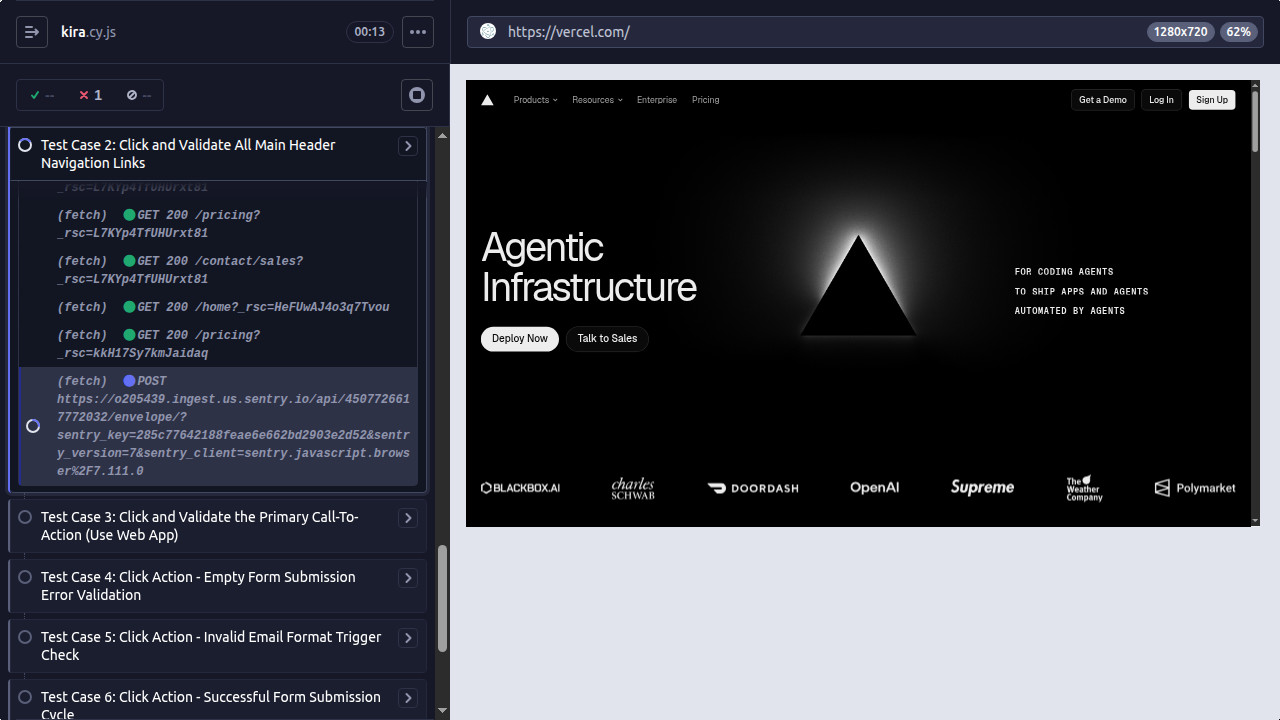 kira.cy.js
00:13
https://vercel.com/
1280x720
62%
--
1
--
Test Case 2: Click and Validate All Main Header
Navigation Links
_rsc=L7KYp4TfUHUrxt81
(fetch) GET 200 /pricing?
_rsc=L7KYp4TfUHUrxt81
(fetch) GET 200 /contact/sales?
_rsc=L7KYp4TfUHUrxt81
(fetch) GET 200 /home?_rsc=HeFUwAJ4o3q7Tvou
(fetch) GET 200 /pricing?
_rsc=kkH17Sy7kmJaidaq
(fetch) POST
https://o205439.ingest.us.sentry.io/api/450772661
7772032/envelope/?
sentry_key=285c77642188feae6e662bd2903e2d52&sentr
y_version=7&sentry_client=sentry.javascript.brows
er%2F7.111.0
Test Case 3: Click and Validate the Primary Call-To-
Action (Use Web App)
Test Case 4: Click Action - Empty Form Submission
Error Validation
Test Case 5: Click Action - Invalid Email Format Trigger
Check
Test Case 6: Click Action - Successful Form Submission
Cycle
Products
Resources
Enterprise
Pricing
Get a Demo
Log In
Sign Up
Agentic
Infrastructure
Deploy Now
Talk to Sales
FOR CODING AGENTS
TO SHIP APPS AND AGENTS
AUTOMATED BY AGENTS
BLACKBOX.AI
charles
SCHWAB
DOORDASH
OpenAI
Supreme
The
Weather
Company
Polymarket